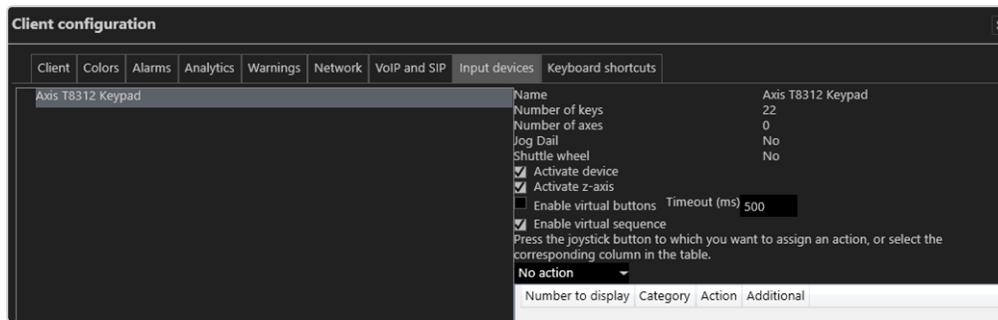 Client configuration
Client Colors Alarms Analytics Warnings Network VoIP and SIP Input devices Keyboard shortcuts
Axis T8312 Keypad
Name Axis T8312 Keypad
Number of keys 22
Number of axes 0
Jog Dail No
Shuttle wheel No
Activate device
Activate z-axis
Enable virtual buttons Timeout (ms) 500
Enable virtual sequence
Press the joystick button to which you want to assign an action, or select the
corresponding column in the table.
No action
Number to display Category Action Additional